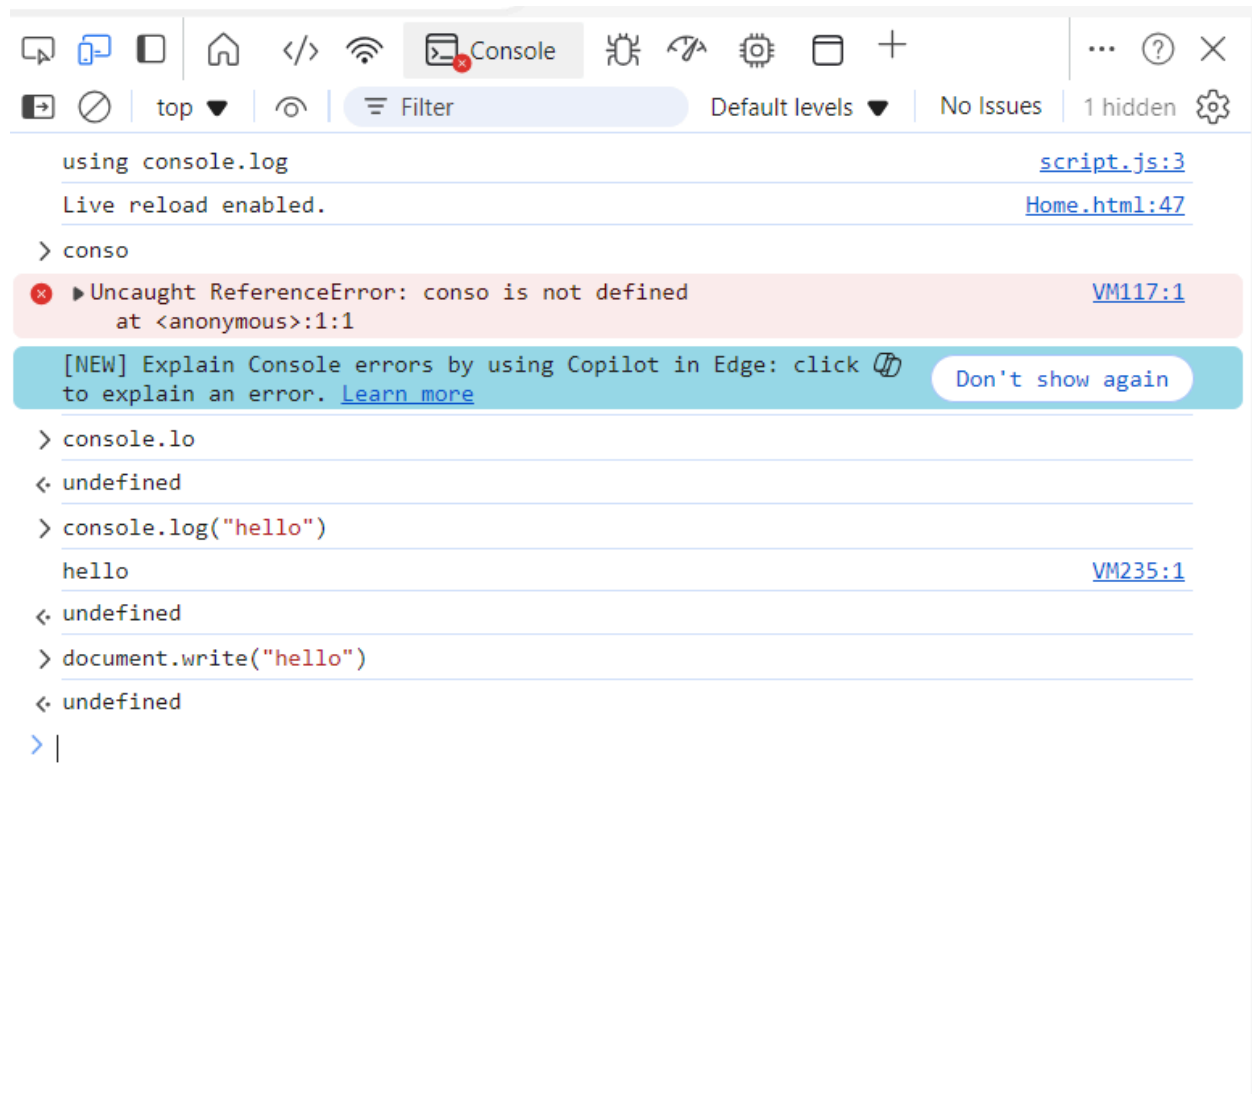 Console
top
Filter
Default levels
No Issues
1 hidden
using console.log script.js:3
Live reload enabled. Home.html:47
> conso
Uncaught ReferenceError: conso is not defined VM117:1
at <anonymous>:1:1
[NEW] Explain Console errors by using Copilot in Edge: click
to explain an error. Learn more
Don't show again
> console.lo
undefined
> console.log("hello")
hello VM235:1
undefined
> document.write("hello")
undefined
>